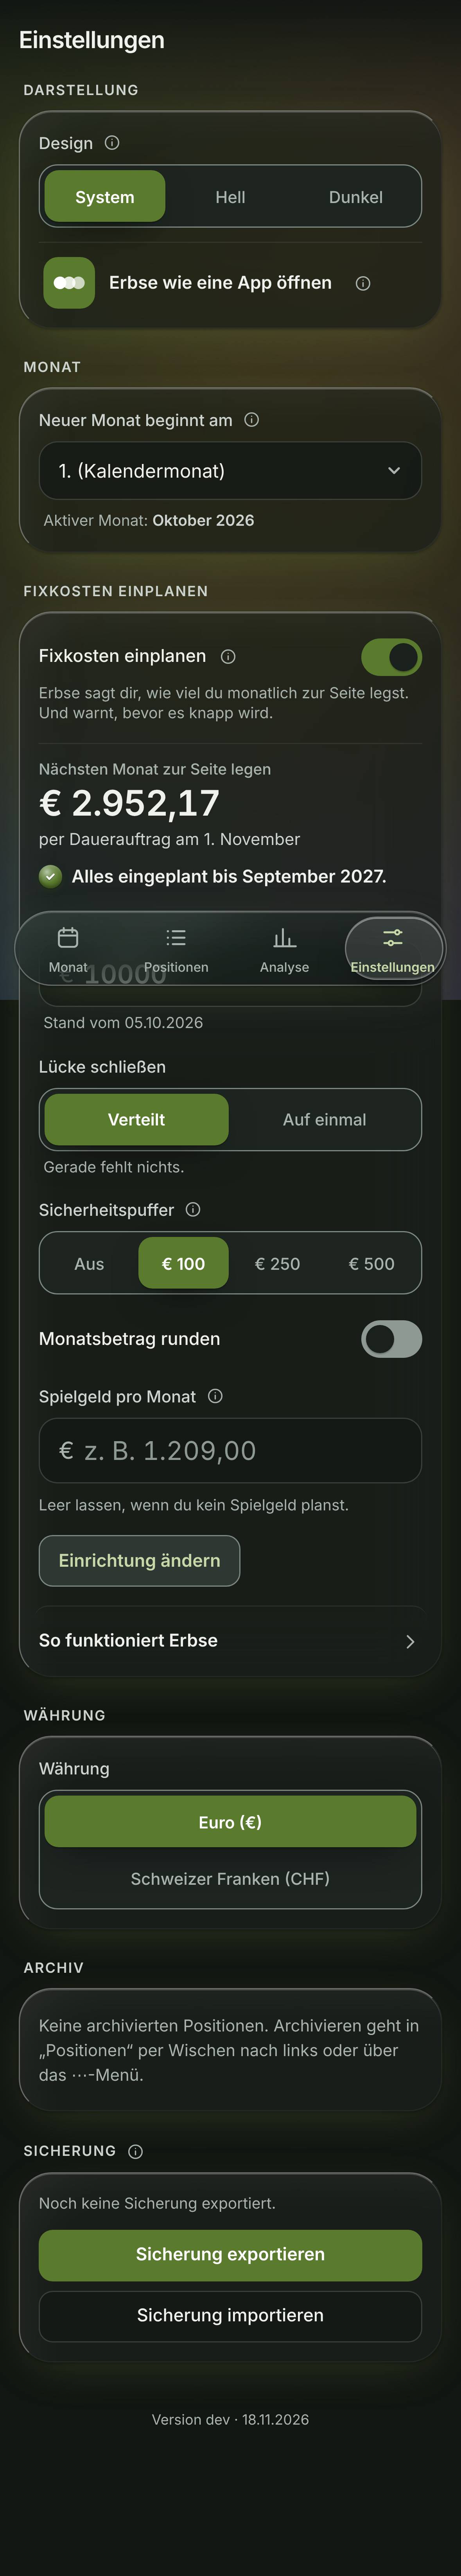 Einstellungen
DARSTELLUNG
Design
System Hell Dunkel
Erbse wie eine App öffnen
MONAT
Neuer Monat beginnt am
1. (Kalendermonat)
Aktiver Monat: Oktober 2026
FIXKOSTEN EINPLANEN
Fixkosten einplanen
Erbse sagt dir, wie viel du monatlich zur Seite legst.
Und warnt, bevor es knapp wird.
Nächsten Monat zur Seite legen
€ 2.952,17
per Dauerauftrag am 1. November
Alles eingeplant bis September 2027.
Monat Positionen Analyse Einstellungen
€ 10000
Stand vom 05.10.2026
Lücke schließen
Verteilt Auf einmal
Gerade fehlt nichts.
Sicherheitspuffer
Aus € 100 € 250 € 500
Monatsbetrag runden
Spielgeld pro Monat
€ z. B. 1.209,00
Leer lassen, wenn du kein Spielgeld planst.
Einrichtung ändern
So funktioniert Erbse
WÄHRUNG
Währung
Euro (€)
Schweizer Franken (CHF)
ARCHIV
Keine archivierten Positionen. Archivieren geht in
„Positionen“ per Wischen nach links oder über
das ⋯-Menü.
SICHERUNG
Noch keine Sicherung exportiert.
Sicherung exportieren
Sicherung importieren
Version dev · 18.11.2026